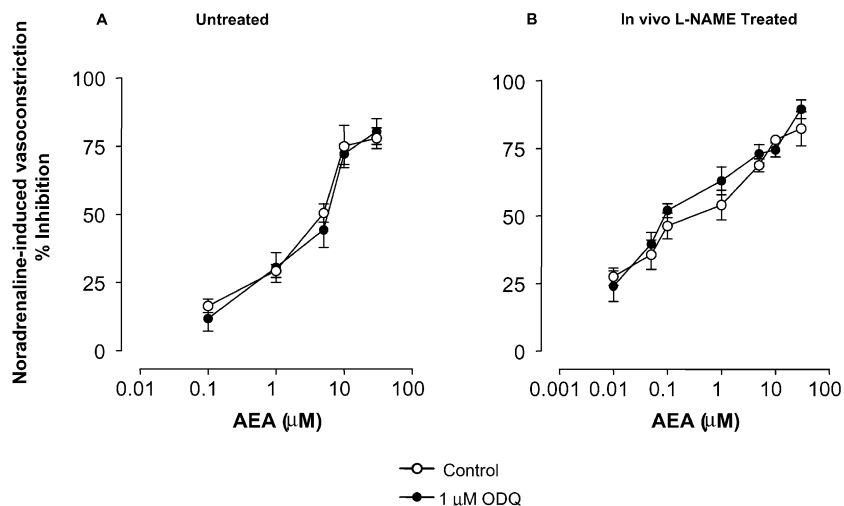 A
Untreated
B
In vivo L-NAME Treated
Noradrenaline-induced vasoconstriction
% Inhibition
100
75
50
25
0
0.01 0.1 1 10 100
AEA (μM)
100
75
50
25
0
0.001 0.01 0.1 1 10 100
AEA (μM)
Control
1 μM ODQ